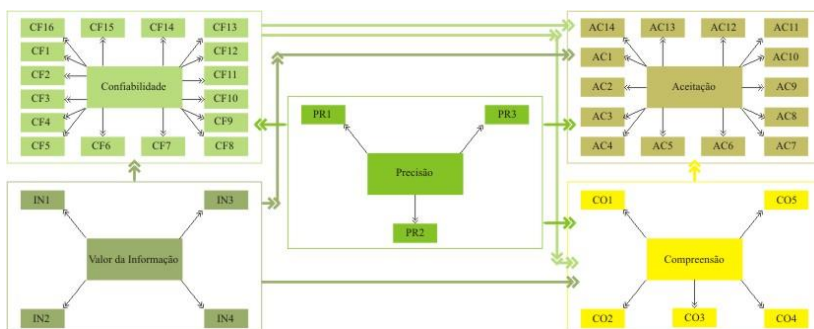 CF16 CF15 CF14 CF13
CF1 CF12
CF2 Confiabilidade CF11
CF3 CF10
CF4 CF9
CF5 CF6 CF7 CF8
AC14 AC13 AC12 AC11
AC1 AC10
AC2 Aceitação AC9
AC3 AC8
AC4 AC5 AC6 AC7
PR1 PR3
Precisão
PR2
IN1 IN3
Valor da Informação
IN2 IN4
CO1 CO5
Compreensão
CO2 CO3 CO4